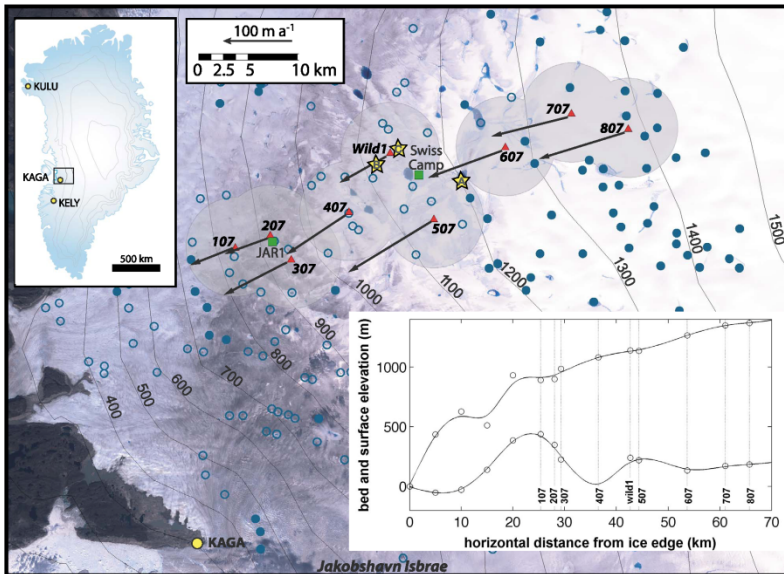 KULU
KAGA
KELY
500 km
100 m a⁻¹
0 2.5 5 10 km
Wild1
Swiss
Camp
707
807
607
407
507
207
107
JAR1
307
400
500
600
700
800
900
1000
1100
1200
1300
1400
1500
KAGA
Jakobshavn Isbrae
bed and surface elevation (m)
1000
500
0
107
207
307
407
wild1
507
607
707
807
0 10 20 30 40 50 60 70
horizontal distance from ice edge (km)